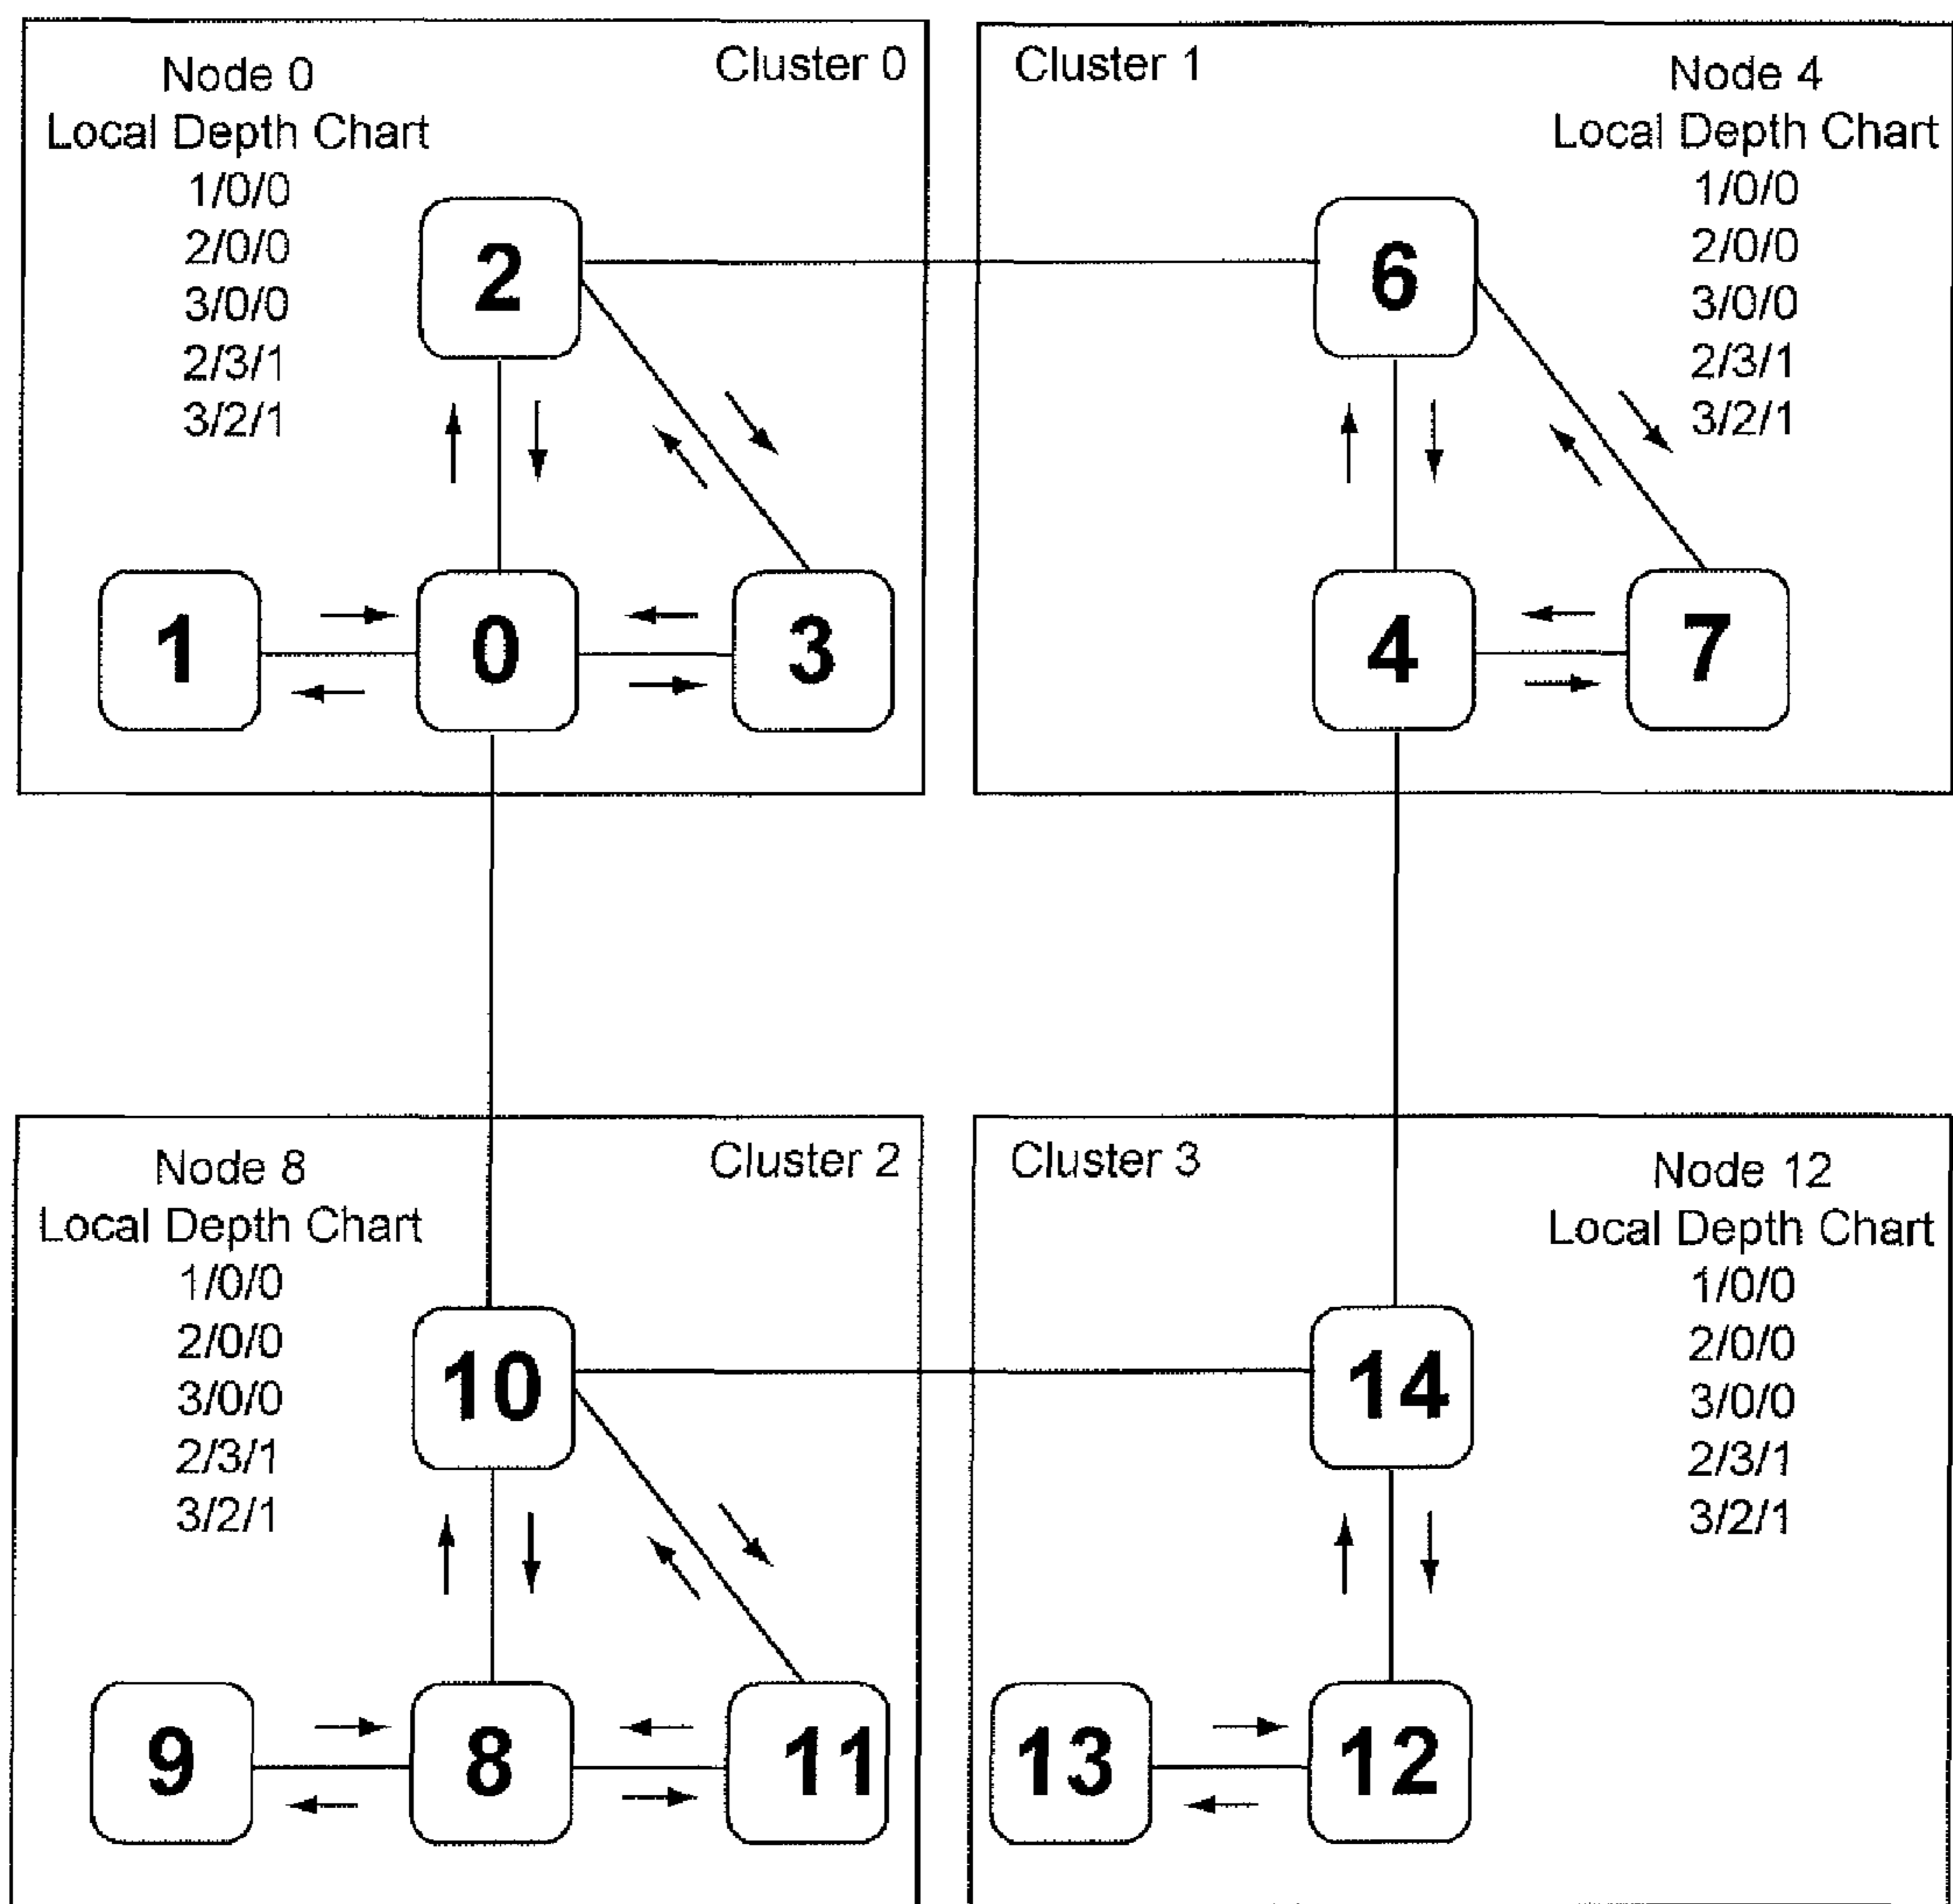 Node 0
Cluster 0
Local Depth Chart
1/0/0
2/0/0
3/0/0
2/3/1
3/2/1
2
1
0
3
Cluster 1
Node 4
Local Depth Chart
1/0/0
2/0/0
3/0/0
2/3/1
3/2/1
6
4
7
Node 8
Cluster 2
Local Depth Chart
1/0/0
2/0/0
3/0/0
2/3/1
3/2/1
10
9
8
11
Cluster 3
Node 12
Local Depth Chart
1/0/0
2/0/0
3/0/0
2/3/1
3/2/1
14
13
12